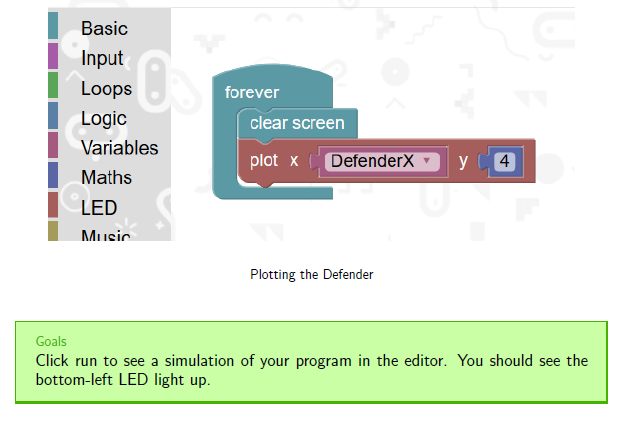 Basic
Input
Loops
Logic
Variables
Maths
LED
Music
forever
clear screen
plot x DefenderX y 4
Plotting the Defender
Goals
Click run to see a simulation of your program in the editor. You should see the
bottom-left LED light up.